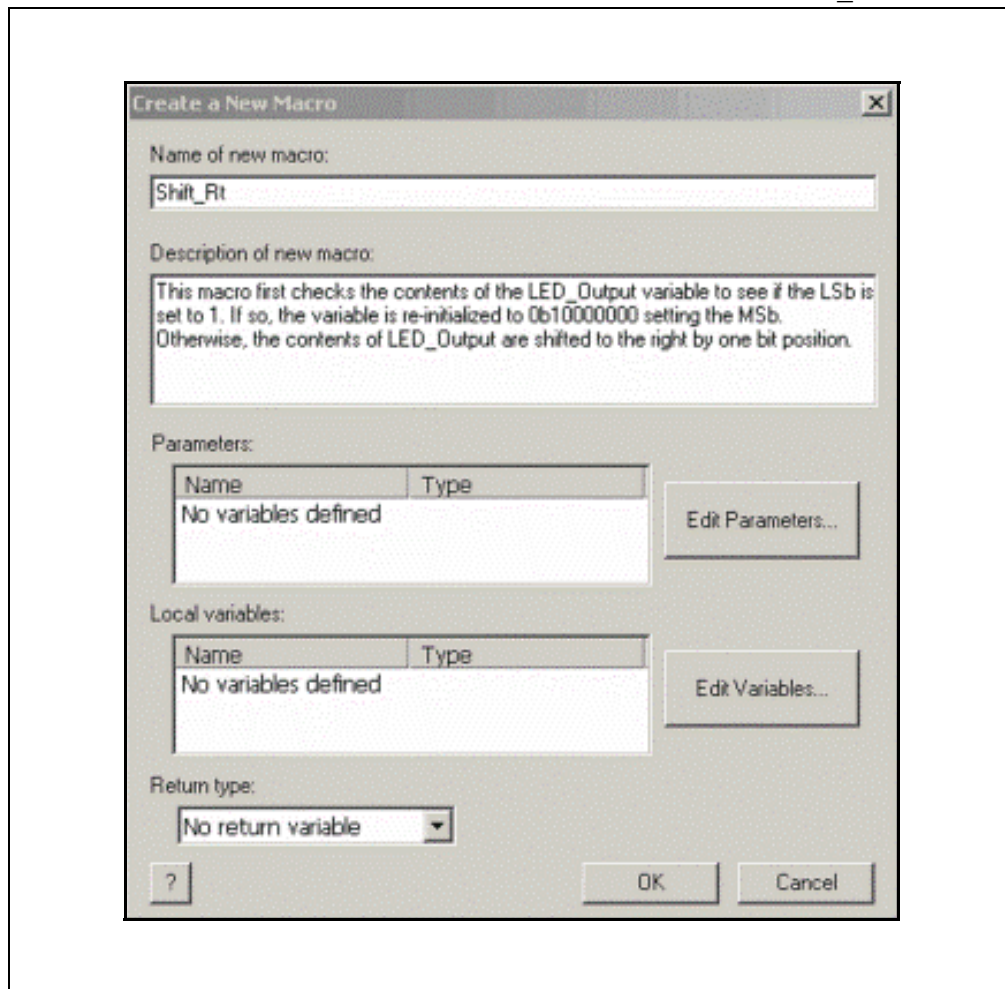 Create a New Macro
Name of new macro:
Shift_Rt
Description of new macro:
This macro first checks the contents of the LED_Output variable to see if the LSb is
set to 1. If so, the variable is re-initialized to 0b10000000 setting the MSb.
Otherwise, the contents of LED_Output are shifted to the right by one bit position.
Parameters:
Name Type
No variables defined
Edit Parameters...
Local variables:
Name Type
No variables defined
Edit Variables...
Return type:
No return variable
?
OK Cancel